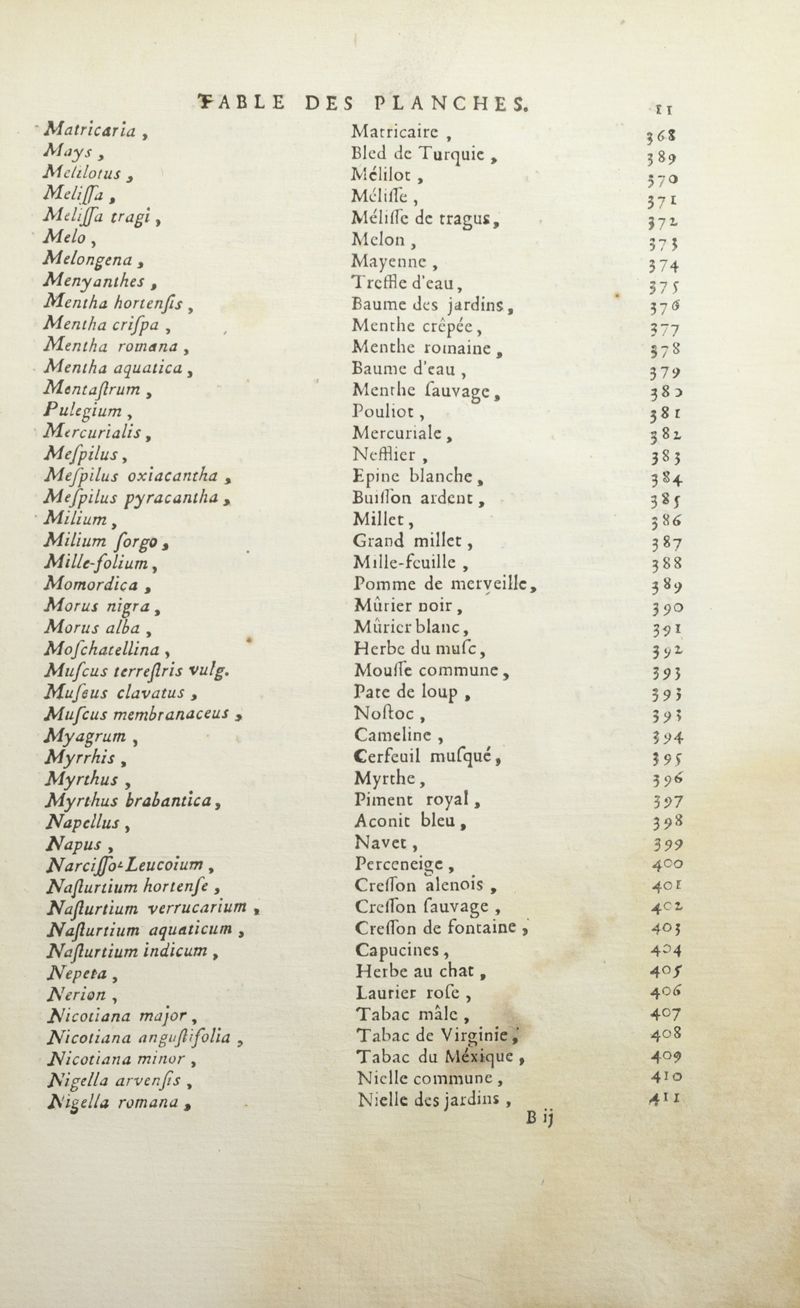 TABLE DES PLANCHES. 11
Matricaria, Matricaire, 368
Mays, Bled de Turquie, 389
Melilotus, Mélilot, 370
Meliſſa, Méliſſe, 371
Meliſſa tragi, Méliſſe de tragus, 372
Melo, Melon, 373
Melongena, Mayenne, 374
Menyanthes, Treffle d'eau, 375
Mentha hortenſis, Baume des jardins, 376
Mentha criſpa, Menthe crêpée, 377
Mentha romana, Menthe romaine, 378
Mentha aquatica, Baume d'eau, 379
Mentaſtrum, Menthe ſauvage, 380
Pulegium, Pouliot, 381
Mercurialis, Mercuriale, 382
Meſpilus, Nefflier, 383
Meſpilus oxiacantha, Epine blanche, 384
Meſpilus pyracantha, Buiſſon ardent, 385
Milium, Millet, 386
Milium ſorgo, Grand millet, 387
Mille-folium, Mille-feuille, 388
Momordica, Pomme de merveille, 389
Morus nigra, Mûrier noir, 390
Morus alba, Mûrier blanc, 391
Moſchatellina, Herbe du muſc, 392
Muſcus terreſtris vulg. Mouſſe commune, 393
Muſeus clavatus, Pate de loup, 393
Muſcus membranaceus, Noſtoc, 393
Myagrum, Cameline, 394
Myrrhis, Cerfeuil muſqué, 395
Myrthus, Myrthe, 396
Myrthus brabantica, Piment royal, 397
Napellus, Aconit bleu, 398
Napus, Navet, 399
Narciſſo-Leucoium, Perceneige, 400
Naſturtium hortenſe, Creſſon alenois, 401
Naſturtium verrucarium, Creſſon ſauvage, 402
Naſturtium aquaticum, Creſſon de fontaine, 403
Naſturtium indicum, Capucines, 404
Nepeta, Herbe au chat, 405
Nerion, Laurier roſe, 406
Nicotiana major, Tabac mâle, 407
Nicotiana anguſtifolia, Tabac de Virginie, 408
Nicotiana minor, Tabac du Méxique, 409
Nigella arvenſis, Nielle commune, 410
Nigella romana, Nielle des jardins, 411
B ij